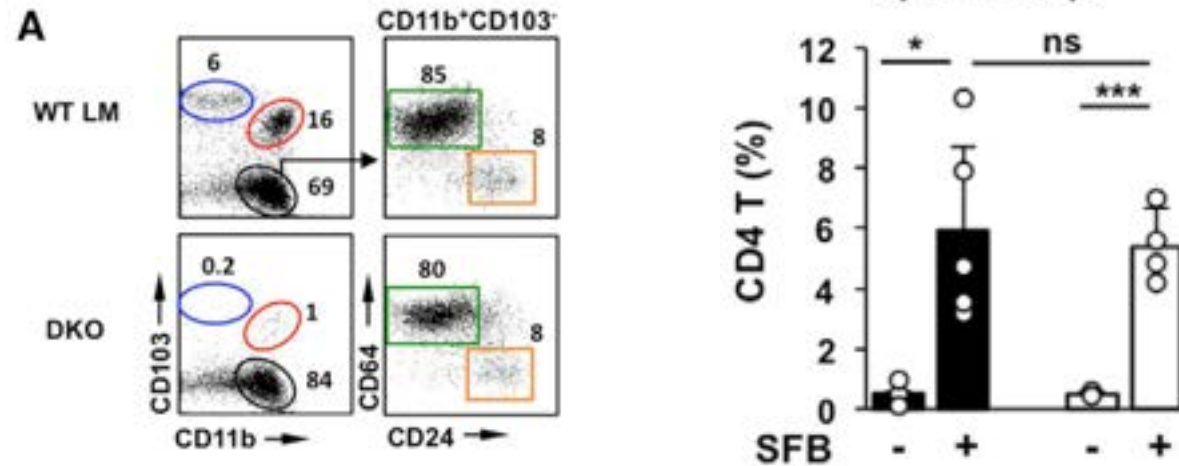 A
CD11b⁺CD103⁻
WT LM
6
16
69
85
8
DKO
0.2
1
84
80
8
CD103
CD11b
CD64
CD24
CD4 T (%)
12
10
8
6
4
2
0
*
ns
***
SFB - + - +